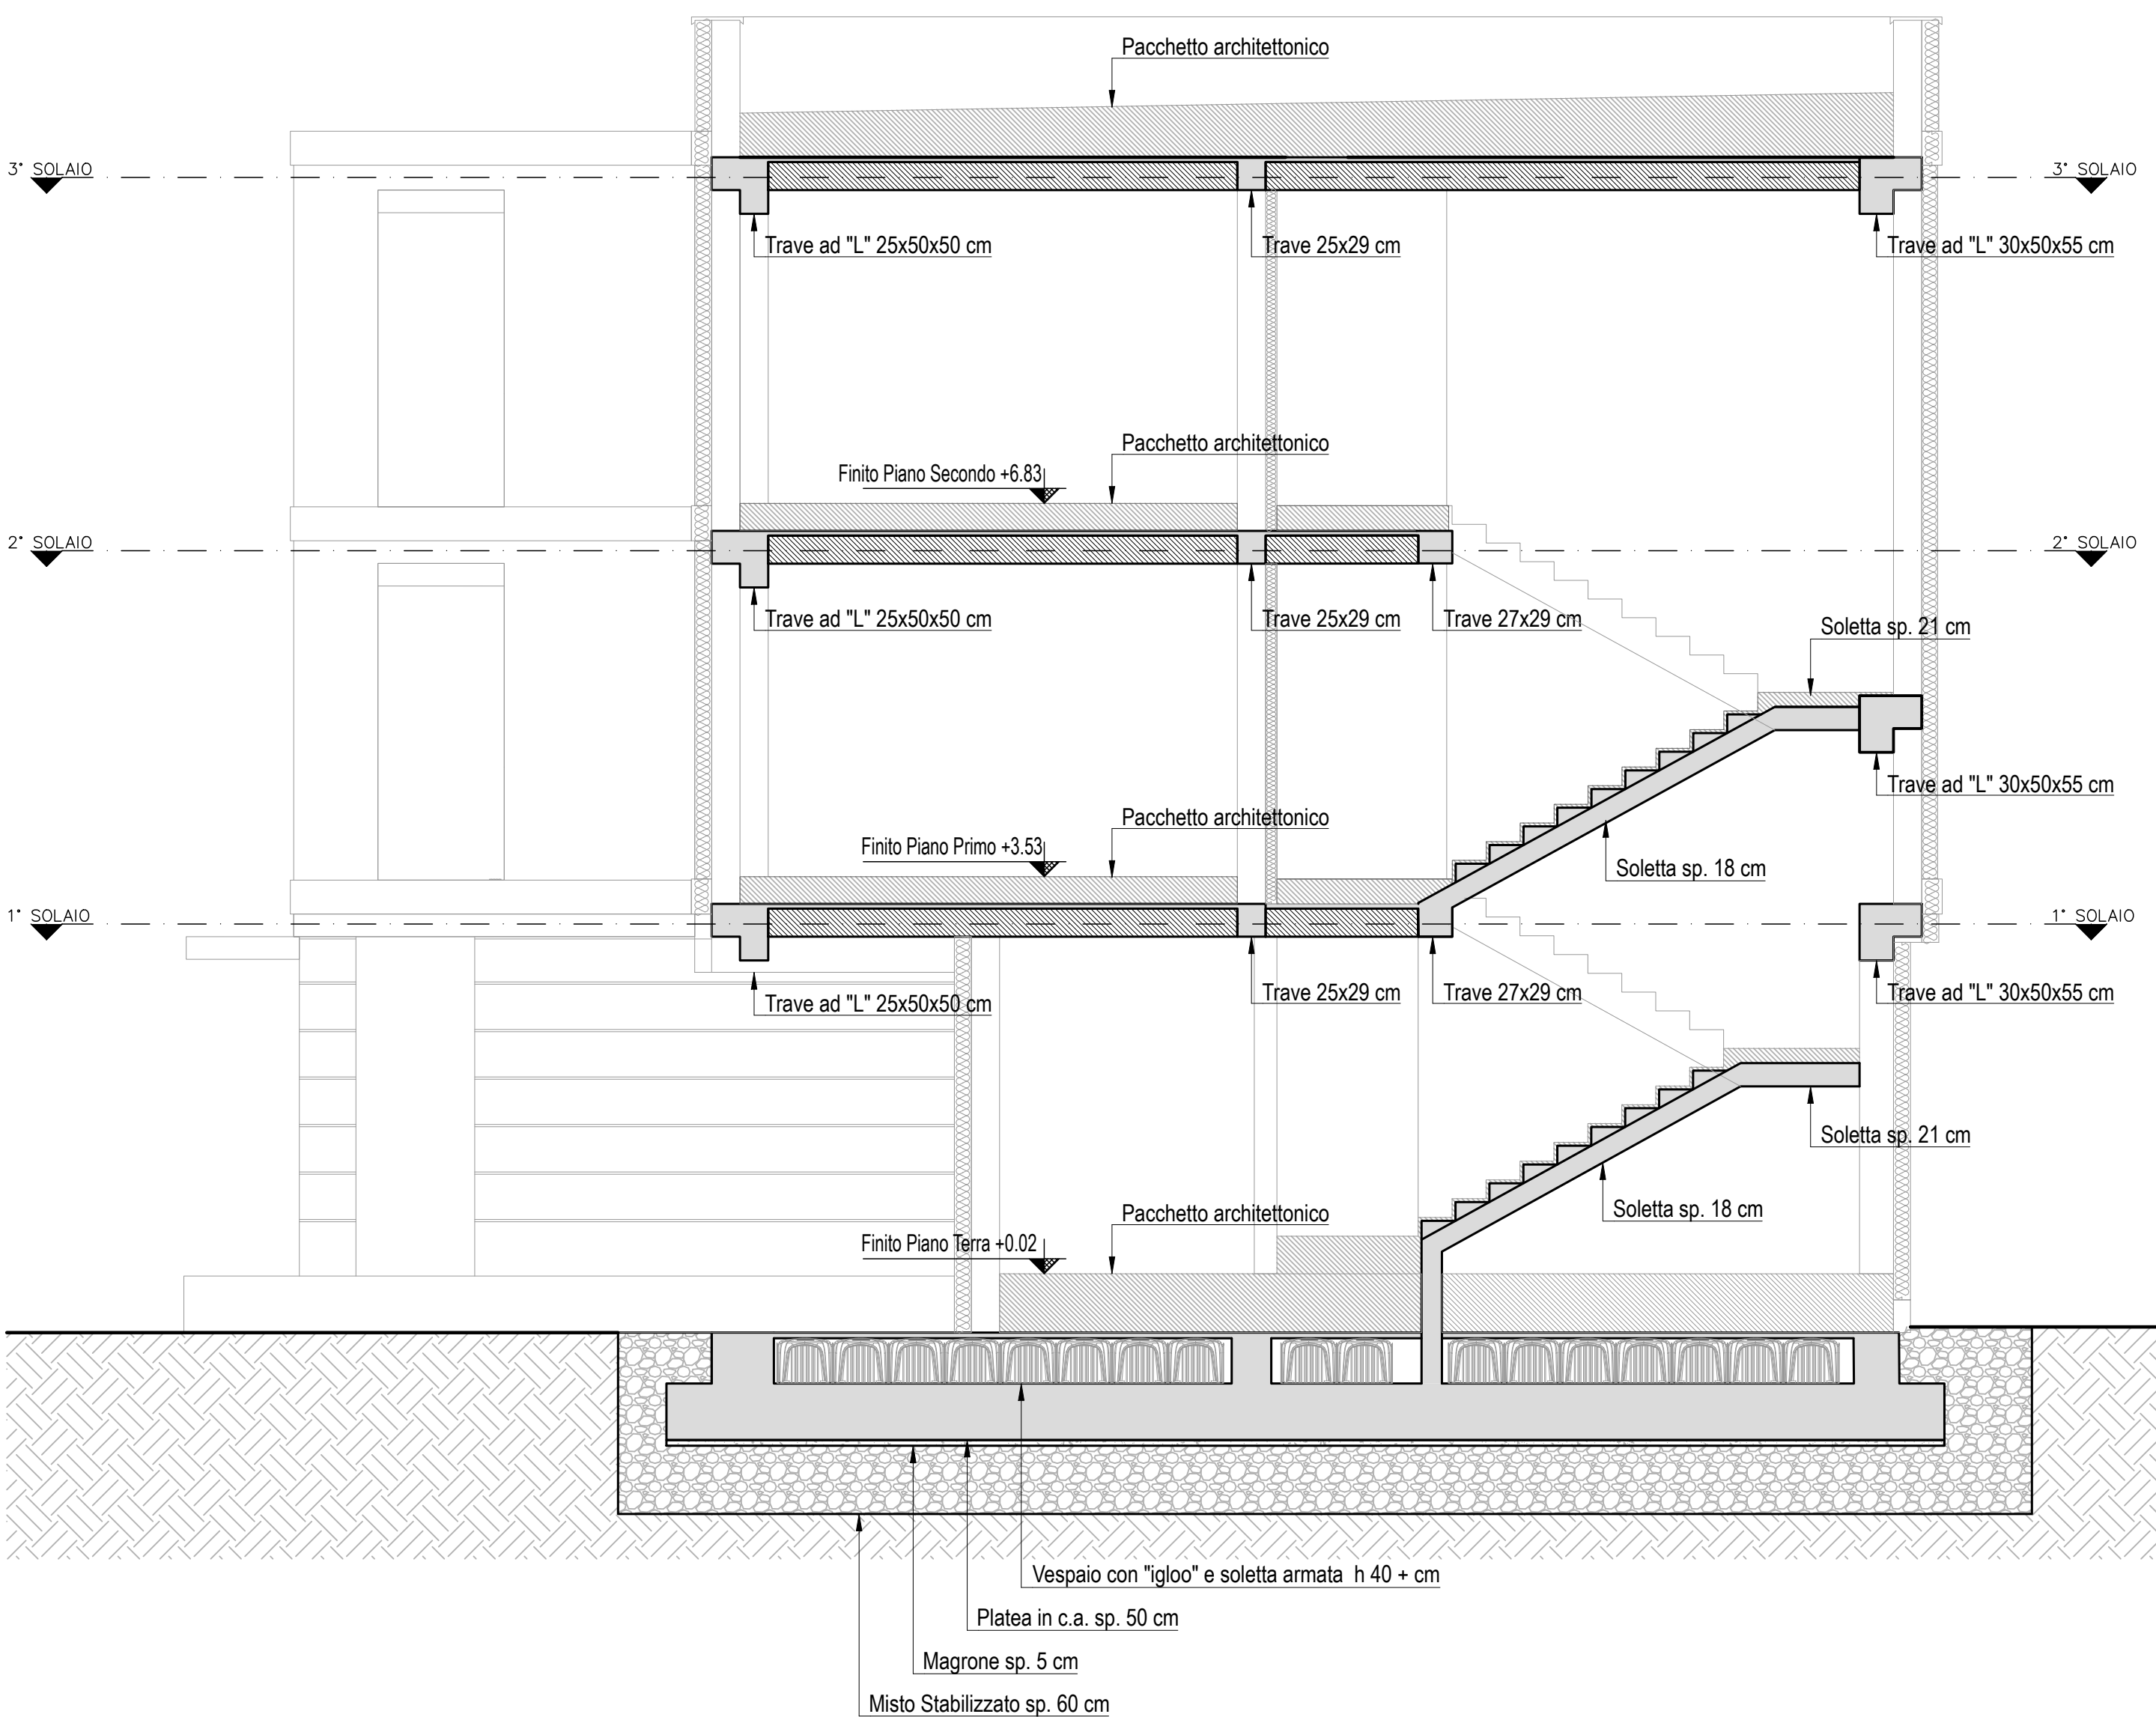 Pacchetto architettonico
3° SOLAIO
3° SOLAIO
Trave ad "L" 25x50x50 cm
Trave 25x29 cm
Trave ad "L" 30x50x55 cm
Pacchetto architettonico
Finito Piano Secondo +6.83
2° SOLAIO
2° SOLAIO
Trave ad "L" 25x50x50 cm
Trave 25x29 cm
Trave 27x29 cm
Soletta sp. 21 cm
Trave ad "L" 30x50x55 cm
Pacchetto architettonico
Finito Piano Primo +3.53
Soletta sp. 18 cm
1° SOLAIO
1° SOLAIO
Trave ad "L" 25x50x50 cm
Trave 25x29 cm
Trave 27x29 cm
Trave ad "L" 30x50x55 cm
Soletta sp. 21 cm
Soletta sp. 18 cm
Pacchetto architettonico
Finito Piano Terra +0.02
Vespaio con "igloo" e soletta armata h 40 + cm
Platea in c.a. sp. 50 cm
Magrone sp. 5 cm
Misto Stabilizzato sp. 60 cm